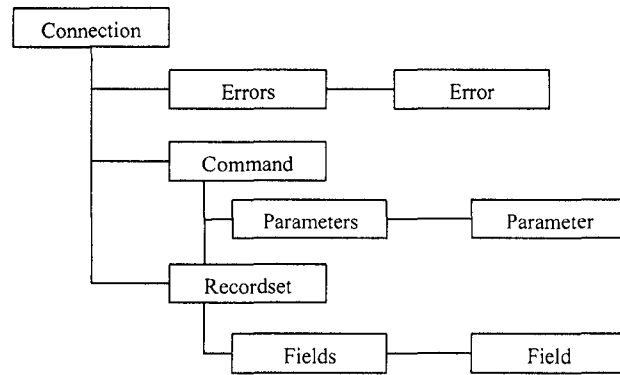 Connection
Errors
Error
Command
Parameters
Parameter
Recordset
Fields
Field